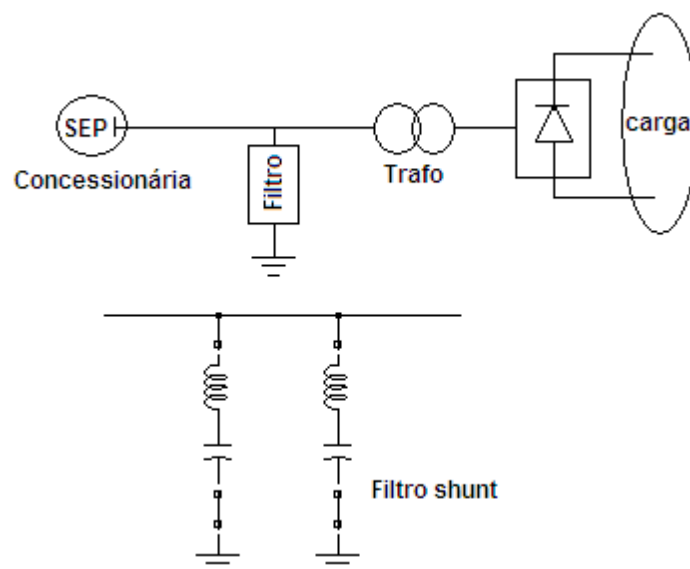 SEP
Concessionária
Filtro
Trafo
carga
Filtro shunt